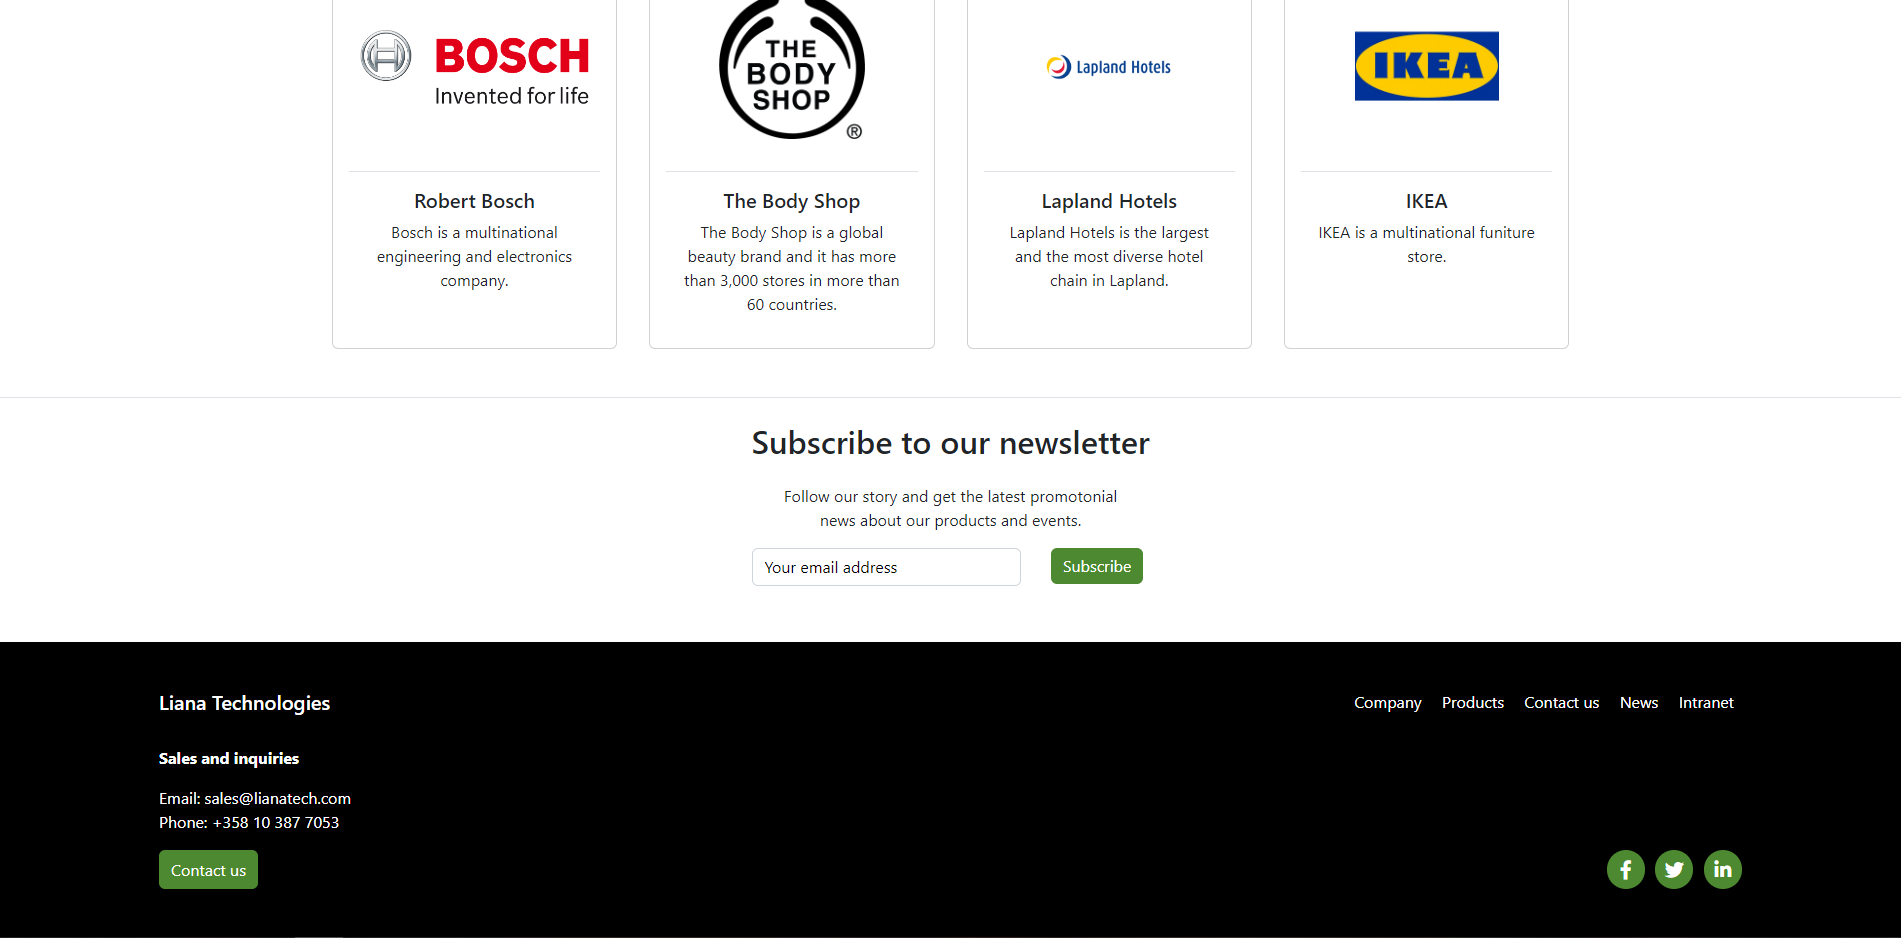 BOSCH
Invented for life
THE
BODY
SHOP
®
Lapland Hotels
IKEA
Robert Bosch
Bosch is a multinational
engineering and electronics
company.
The Body Shop
The Body Shop is a global
beauty brand and it has more
than 3,000 stores in more than
60 countries.
Lapland Hotels
Lapland Hotels is the largest
and the most diverse hotel
chain in Lapland.
IKEA
IKEA is a multinational funiture
store.
Subscribe to our newsletter
Follow our story and get the latest promotonial
news about our products and events.
Your email address
Subscribe
Liana Technologies
Company Products Contact us News Intranet
Sales and inquiries
Email: sales@lianatech.com
Phone: +358 10 387 7053
Contact us